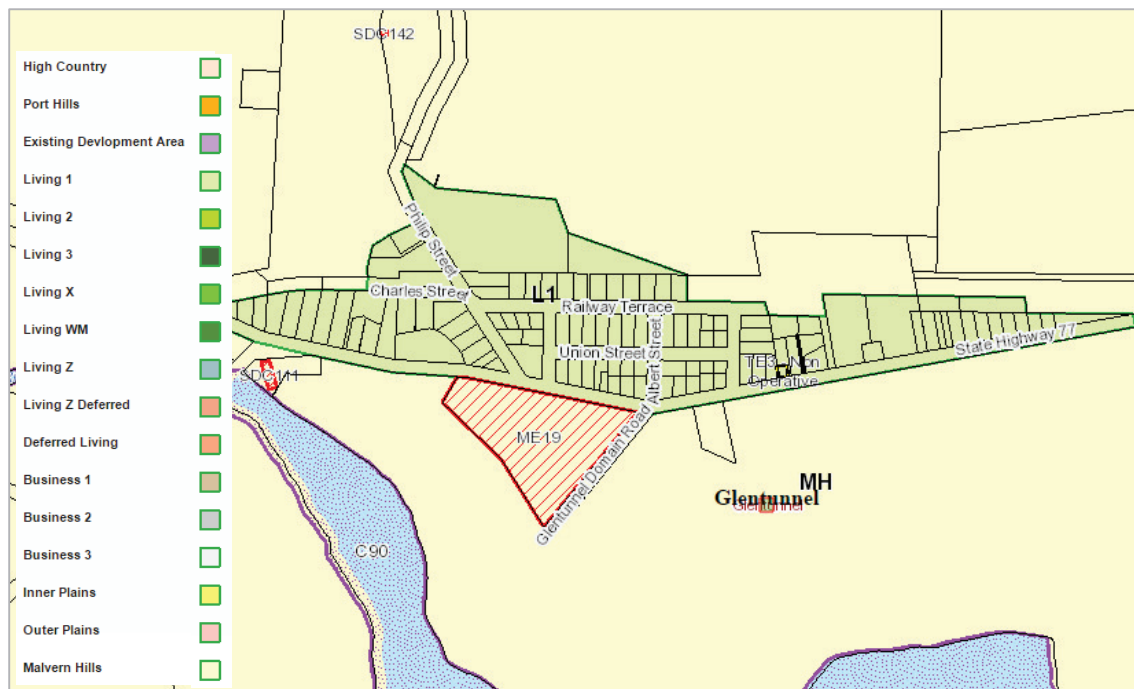 SDC142
High Country
Port Hills
Existing Devlopment Area
Living 1
Living 2
Living 3
Living X
Living WM
Living Z
Living Z Deferred
Deferred Living
Business 1
Business 2
Business 3
Inner Plains
Outer Plains
Malvern Hills
Philip Street
Charles Street
L1
Railway Terrace
Union Street
Albert Street
TE3 - Non
Operative
State Highway 77
ME19
Glentunnel Domain Road
MH
Glentunnel
Glentunnel
C90